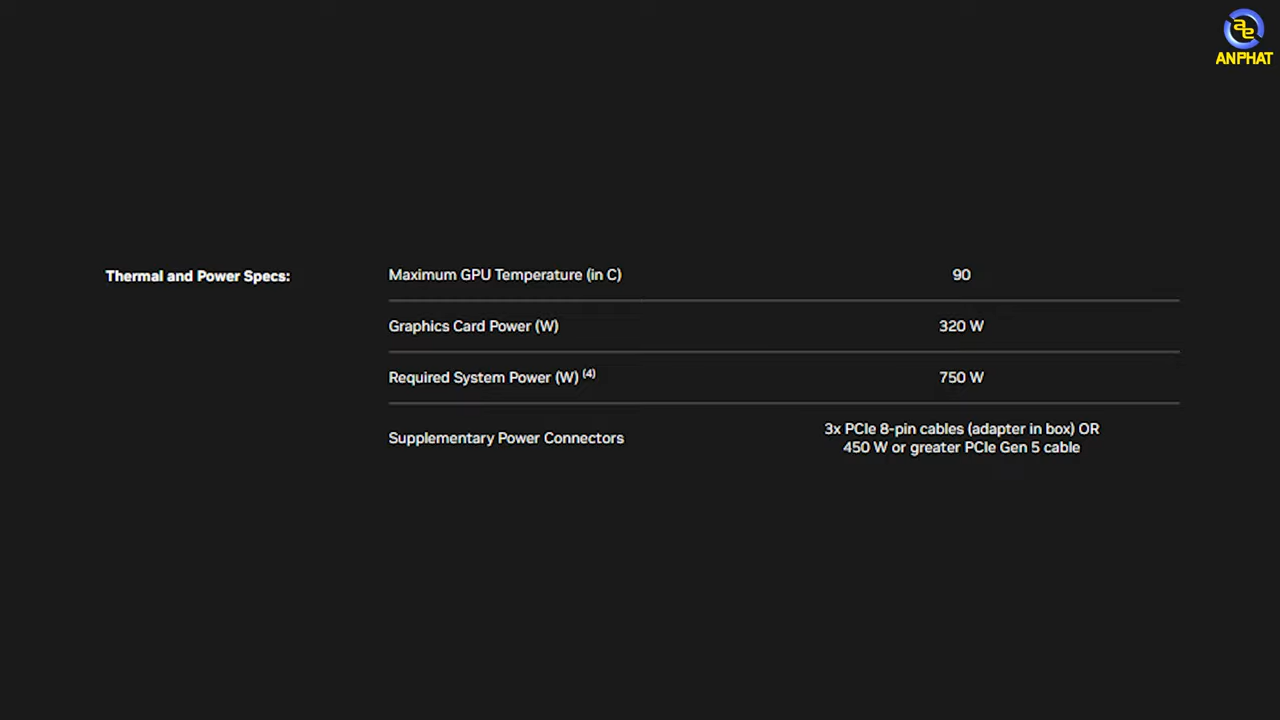 ae
ANPHAT
Thermal and Power Specs:
Maximum GPU Temperature (in C) 90
Graphics Card Power (W) 320 W
Required System Power (W) (4) 750 W
Supplementary Power Connectors
3x PCIe 8-pin cables (adapter in box) OR
450 W or greater PCIe Gen 5 cable